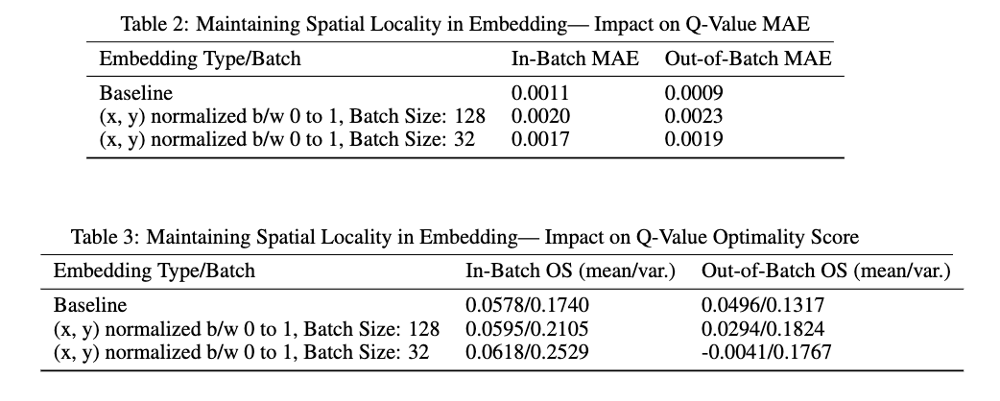 Table 2: Maintaining Spatial Locality in Embedding— Impact on Q-Value MAE
Embedding Type/Batch In-Batch MAE Out-of-Batch MAE
Baseline 0.0011 0.0009
(x, y) normalized b/w 0 to 1, Batch Size: 128 0.0020 0.0023
(x, y) normalized b/w 0 to 1, Batch Size: 32 0.0017 0.0019
Table 3: Maintaining Spatial Locality in Embedding— Impact on Q-Value Optimality Score
Embedding Type/Batch In-Batch OS (mean/var.) Out-of-Batch OS (mean/var.)
Baseline 0.0578/0.1740 0.0496/0.1317
(x, y) normalized b/w 0 to 1, Batch Size: 128 0.0595/0.2105 0.0294/0.1824
(x, y) normalized b/w 0 to 1, Batch Size: 32 0.0618/0.2529 -0.0041/0.1767